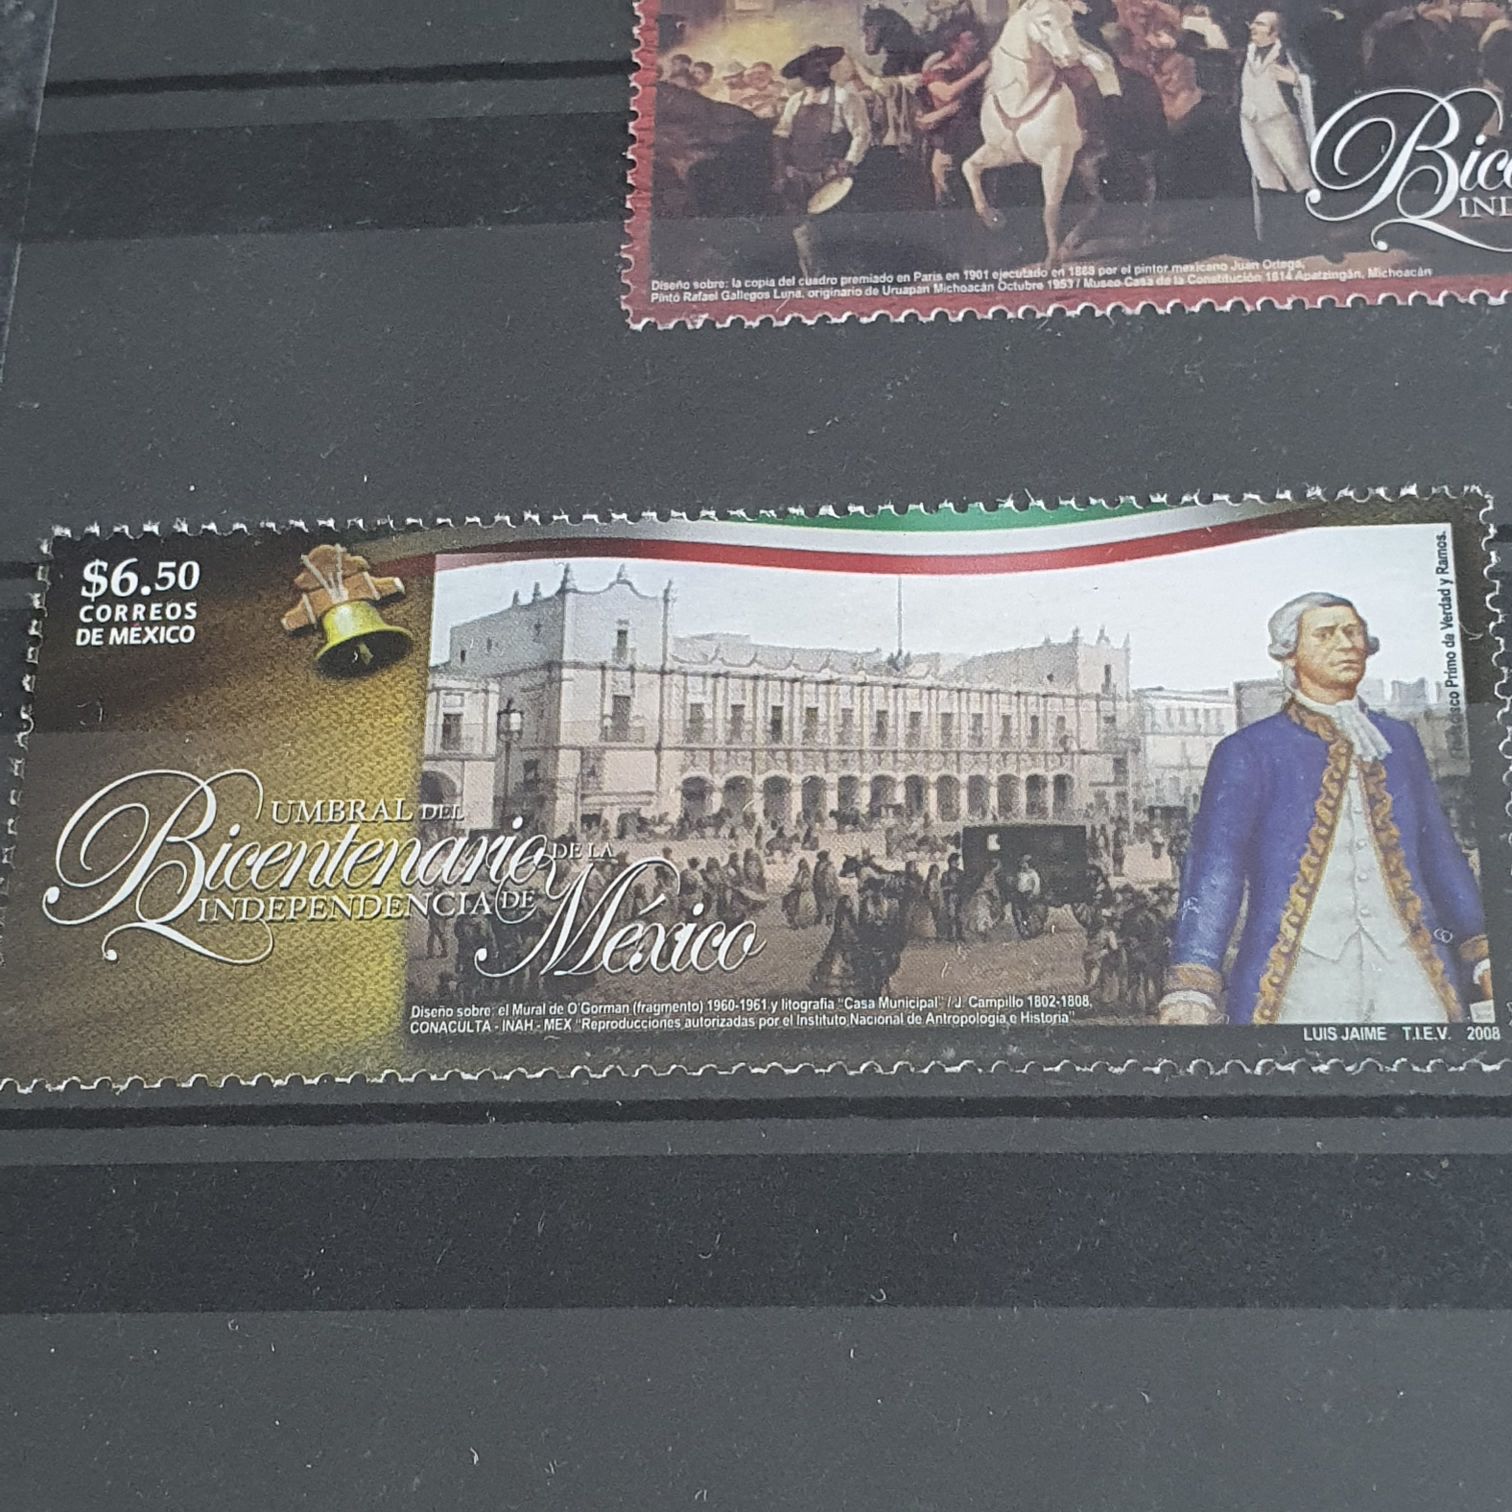 Bic
IND
Diseño sobre: la copia del cuadro premiado en París en 1901 ejecutado en 1888 por el pintor mexicano Juan Ortega,
Pintó Rafael Gallegos Luna, originario de Uruapan Michoacán Octubre 1953 / Museo Casa de la Constitución 1814 Apatzingán, Michoacán
$6.50
CORREOS
DE MÉXICO
UMBRAL DEL
Bicentenario DE LA
INDEPENDENCIA DE
México
Diseño sobre: el Mural de O'Gorman (fragmento) 1960-1961 y litografía "Casa Municipal" / J. Campillo 1802-1808.
CONACULTA - INAH - MEX "Reproducciones autorizadas por el Instituto Nacional de Antropología e Historia"
Primo de Verdad y Ramos.
LUIS JAIME T.I.E.V. 2008